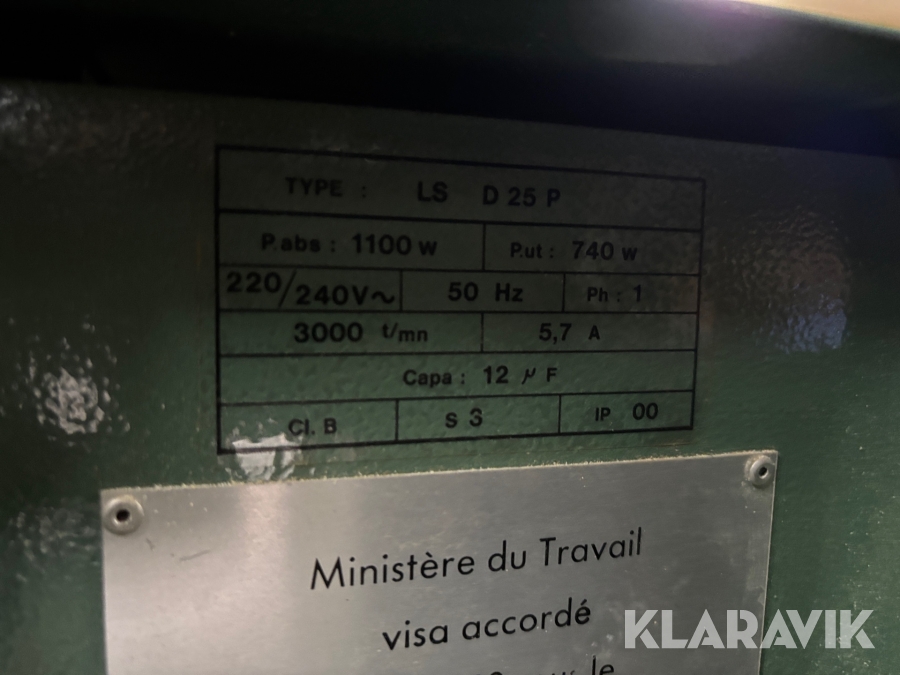 TYPE : LS D 25 P
P.abs : 1100 w P.ut : 740 w
220/240V~ 50 Hz Ph : 1
3000 t/mn 5,7 A
Capa : 12 µ F
Cl. B S 3 IP 00
Ministère du Travail
visa accordé
le
KLARAVIK